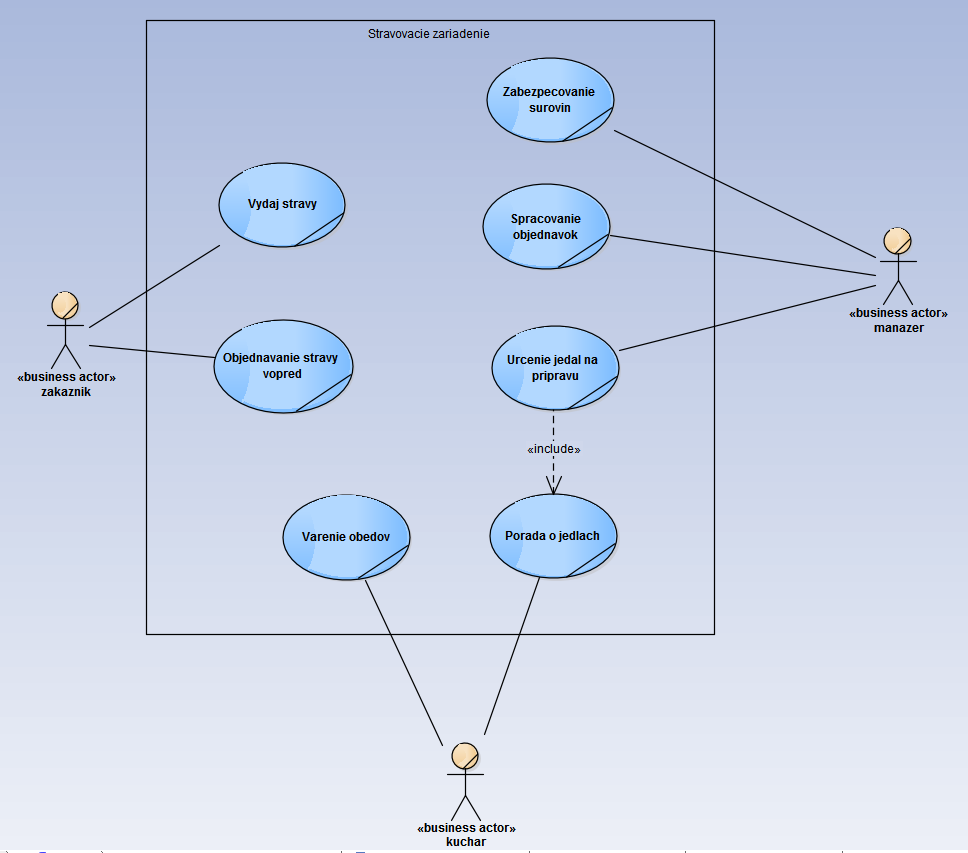 Stravovacie zariadenie
Zabezpecovanie
surovin
Vydaj stravy
Spracovanie
objednavok
«business actor»
manazer
Objednavanie stravy
vopred
Urcenie jedal na
pripravu
«business actor»
zakaznik
«include»
Varenie obedov
Porada o jedlach
«business actor»
kuchar